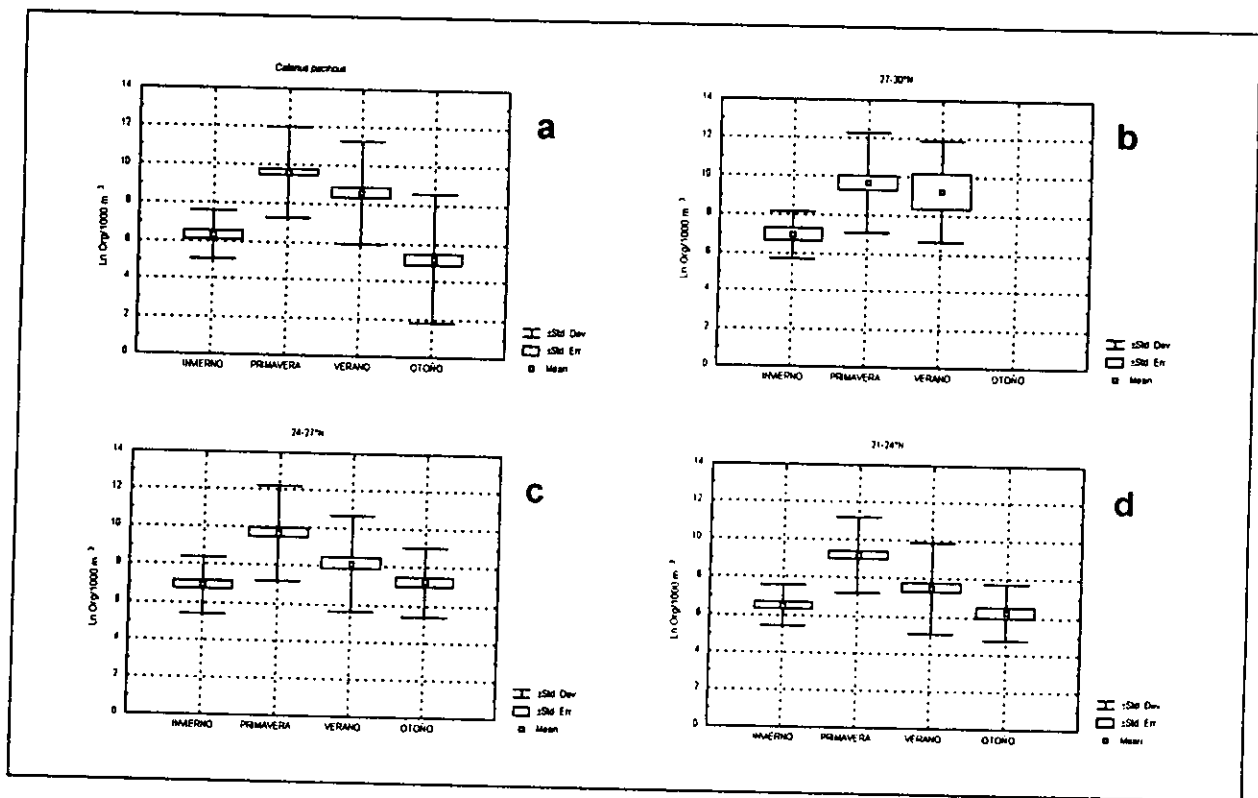 Calanus pacificus
a
14
12
10
8
6
4
2
0
Ln Org/1000 m⁻³
INVIERNO PRIMAVERA VERANO OTOÑO
±Std Dev
±Std Err
Mean
27-30°N
b
14
12
10
8
6
4
2
0
Ln Org/1000 m⁻³
INVIERNO PRIMAVERA VERANO OTOÑO
±Std Dev
±Std Err
Mean
24-27°N
c
14
12
10
8
6
4
2
0
Ln Org/1000 m⁻³
INVIERNO PRIMAVERA VERANO OTOÑO
±Std Dev
±Std Err
Mean
21-24°N
d
14
12
10
8
6
4
2
0
Ln Org/1000 m⁻³
INVIERNO PRIMAVERA VERANO OTOÑO
±Std Dev
±Std Err
Mean